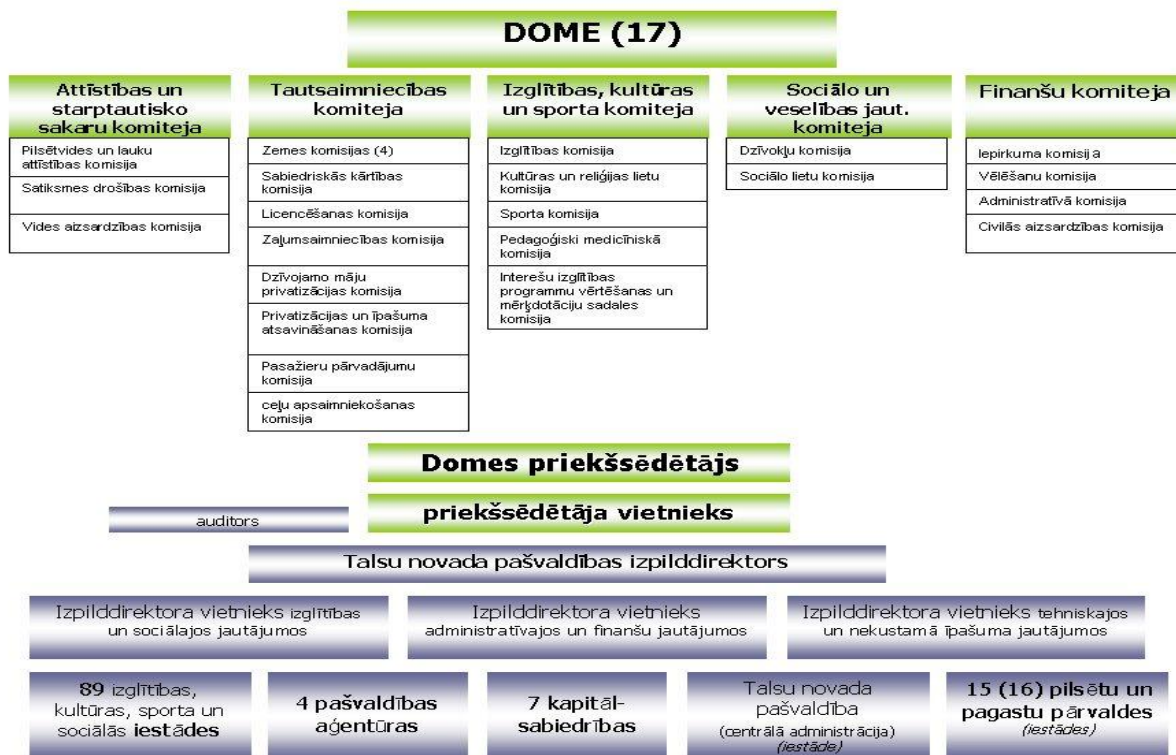 DOME (17)
Attīstības un
starptautisko
sakaru komiteja
Pilsētvides un lauku
attīstības komisija
Satiksmes drošības komisija
Vides aizsardzības komisija
Tautsaimniecības
komiteja
Zemes komisijas (4)
Sabiedriskās kārtības
komisija
Licencēšanas komisija
Zaļumsaimniecības komisija
Dzīvojamo māju
privatizācijas komisija
Privatizācijas un īpašuma
atsavināšanas komisija
Pasažieru pārvadājumu
komisija
ceļu apsaimniekošanas
komisija
Izglītības, kultūras
un sporta komiteja
Izglītības komisija
Kultūras un reliģijas lietu
komisija
Sporta komisija
Pedagoģiski medicīniskā
komisija
Interešu izglītības
programmu vērtēšanas un
mērķdotāciju sadales
komisija
Sociālo un
veselības jaut.
komiteja
Dzīvokļu komisija
Sociālo lietu komisija
Finanšu komiteja
Iepirkuma komisija
Vēlēšanu komisija
Administratīvā komisija
Civilās aizsardzības komisija
Domes priekšsēdētājs
priekšsēdētāja vietnieks
auditors
Talsu novada pašvaldības izpilddirektors
Izpilddirektora vietnieks izglītības
un sociālajos jautājumos
Izpilddirektora vietnieks
administratīvajos un finanšu jautājumos
Izpilddirektora vietnieks tehniskajos
un nekustamā īpašuma jautājumos
89 izglītības,
kultūras, sporta un
sociālās iestādes
4 pašvaldības
aģentūras
7 kapitāl-
sabiedrības
Talsu novada
pašvaldība
(centrālā administrācija)
(iestāde)
15 (16) pilsētu un
pagastu pārvaldes
(iestādes)